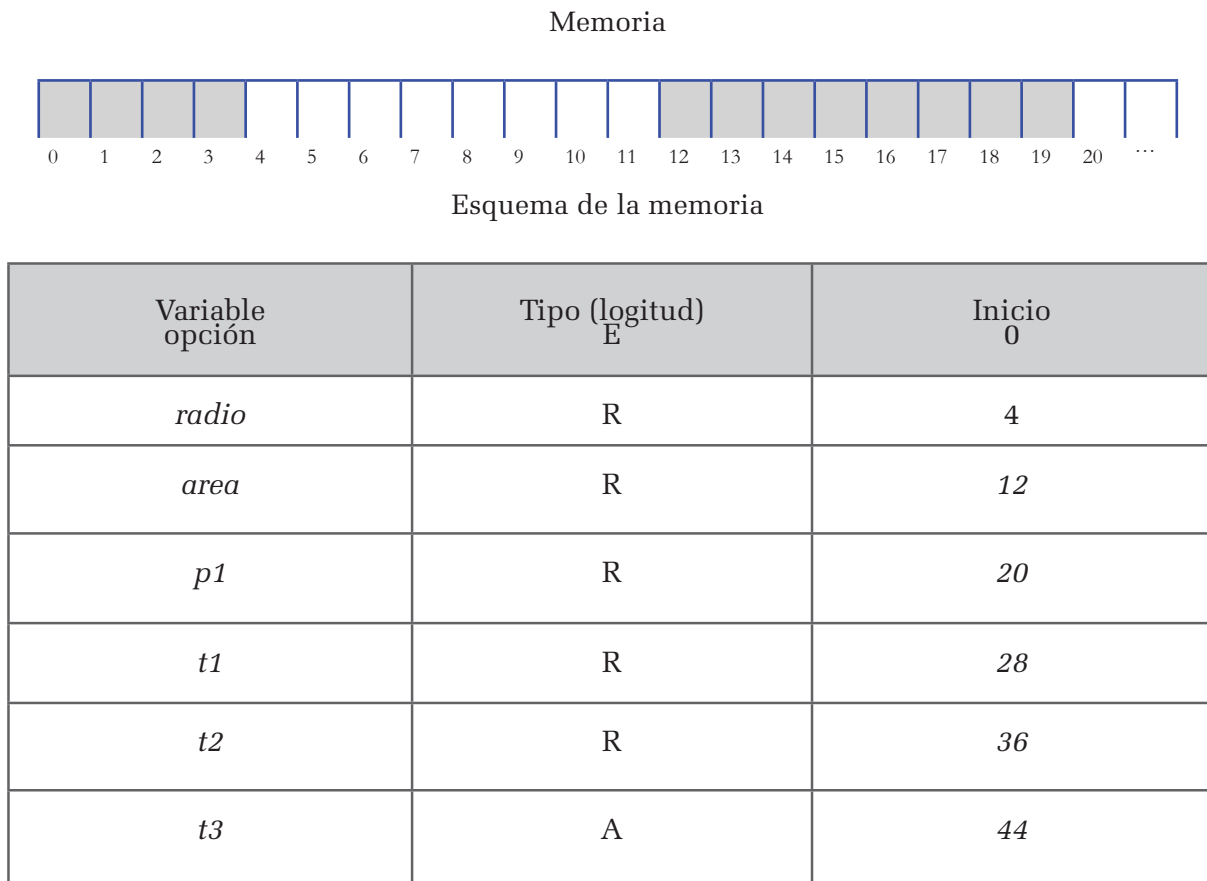 Memoria
0 1 2 3 4 5 6 7 8 9 10 11 12 13 14 15 16 17 18 19 20 ...
Esquema de la memoria
Variable Tipo (logitud) Inicio
opción E 0
radio R 4
area R 12
p1 R 20
t1 R 28
t2 R 36
t3 A 44